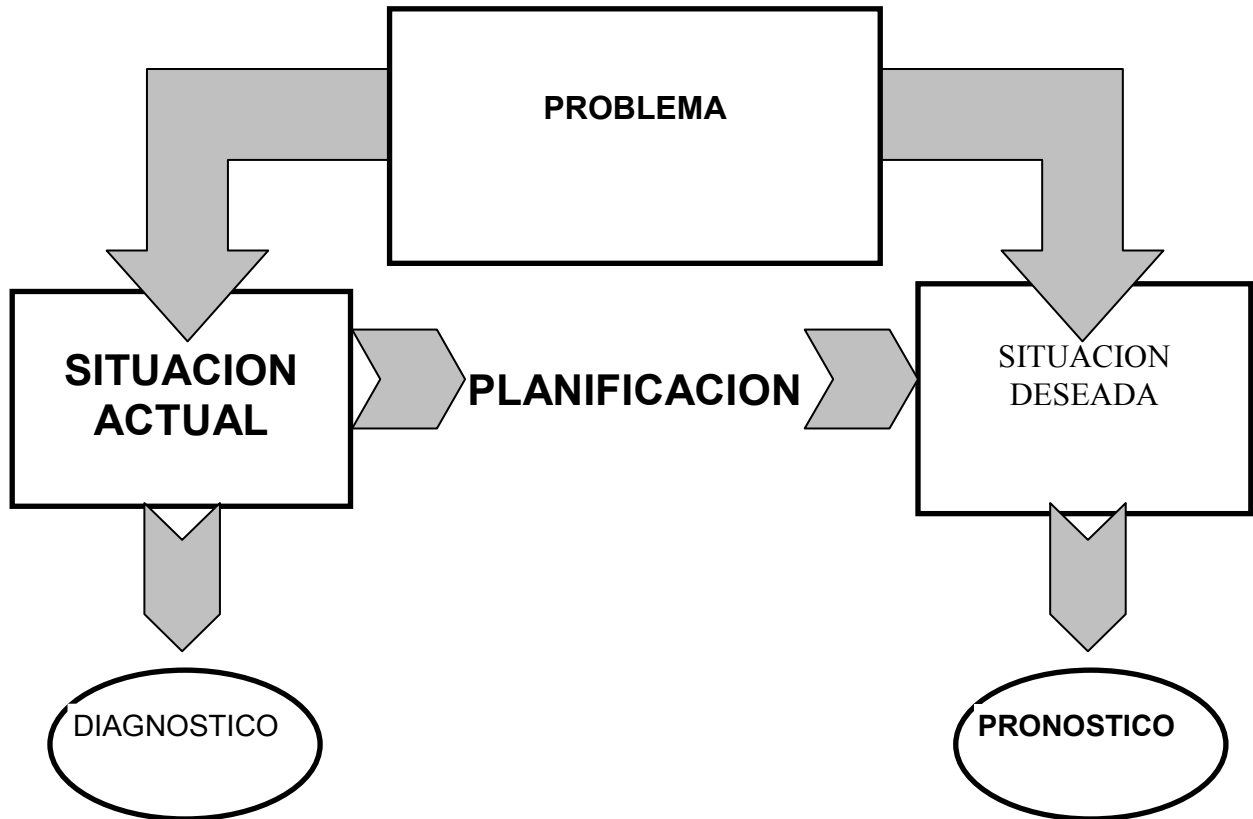 PROBLEMA
SITUACION
ACTUAL
PLANIFICACION
SITUACION
DESEADA
DIAGNOSTICO
PRONOSTICO